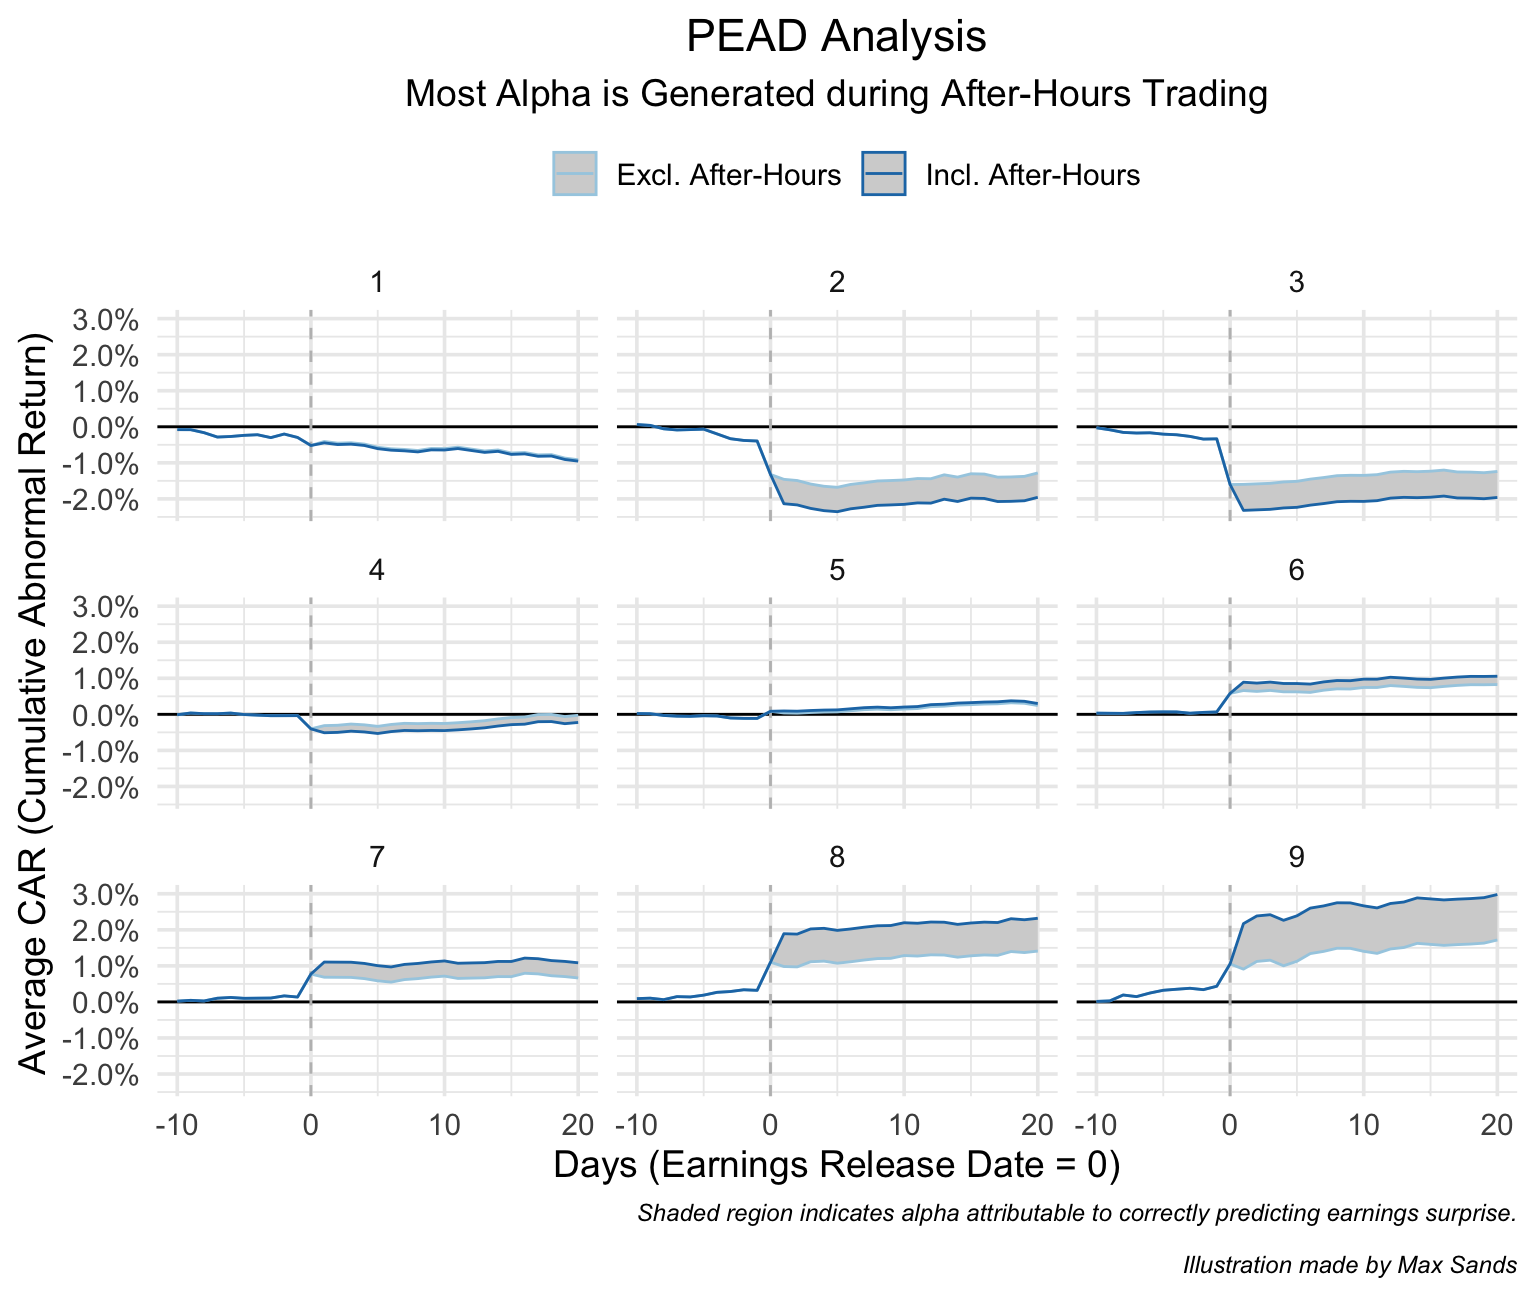 PEAD Analysis
Most Alpha is Generated during After-Hours Trading
Excl. After-Hours Incl. After-Hours
1 2 3
3.0%
2.0%
1.0%
0.0%
-1.0%
-2.0%
4 5 6
3.0%
2.0%
1.0%
0.0%
-1.0%
-2.0%
7 8 9
3.0%
2.0%
1.0%
0.0%
-1.0%
-2.0%
Average CAR (Cumulative Abnormal Return)
-10 0 10 20 -10 0 10 20 -10 0 10 20
Days (Earnings Release Date = 0)
Shaded region indicates alpha attributable to correctly predicting earnings surprise.
Illustration made by Max Sands